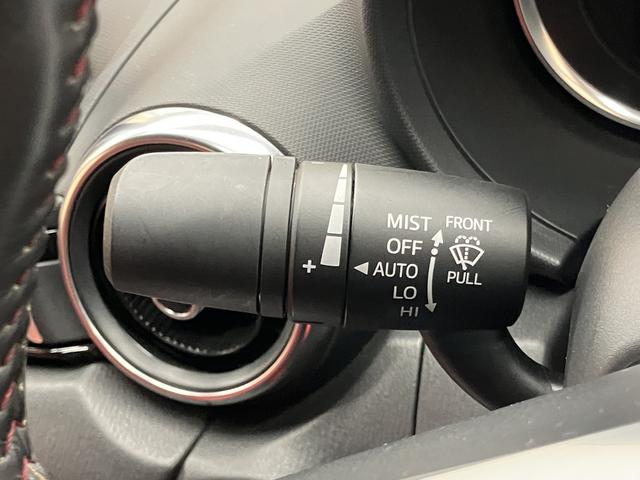 MIST
OFF
AUTO
LO
HI
FRONT
PULL
- 
+